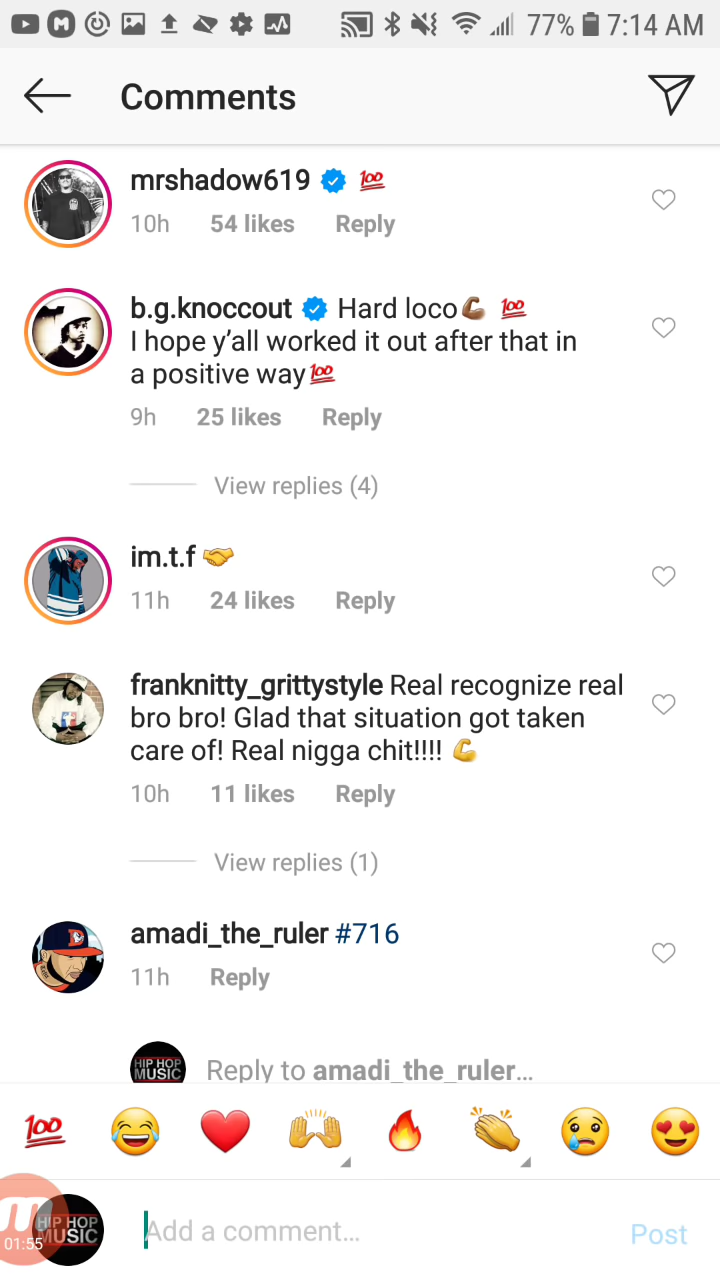 77% 7:14 AM
Comments
mrshadow619 💯
10h 54 likes Reply
b.g.knoccout Hard loco💪🏾 💯
I hope y’all worked it out after that in
a positive way💯
9h 25 likes Reply
View replies (4)
im.t.f 🤝
11h 24 likes Reply
franknitty_grittystyle Real recognize real
bro bro! Glad that situation got taken
care of! Real nigga chit!!!! 💪
10h 11 likes Reply
View replies (1)
amadi_the_ruler #716
11h Reply
HIP HOP
MUSIC
Reply to amadi_the_ruler...
💯 😂 ❤️ 🙌 🔥 👏 😢 😍
HIP HOP
MUSIC
01:55
Add a comment... Post